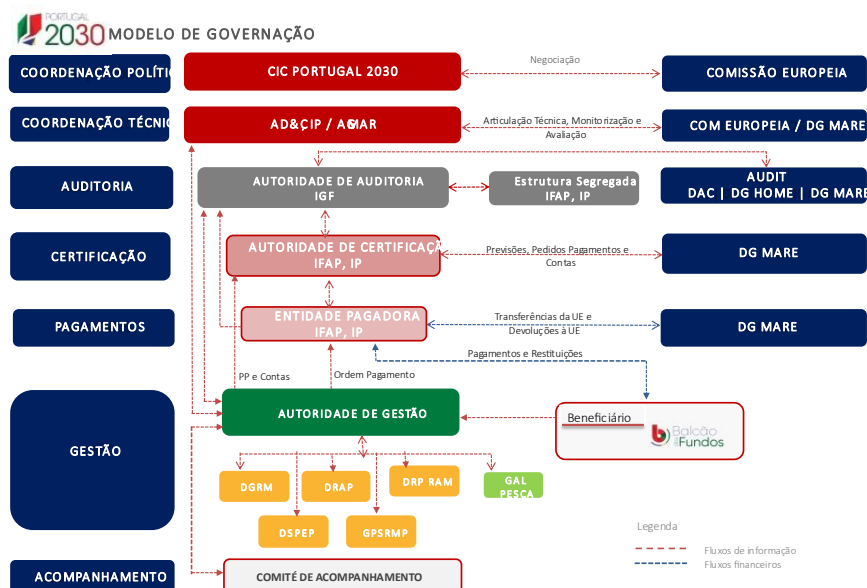 PORTUGAL
2030 MODELO DE GOVERNAÇÃO
COORDENAÇÃO POLÍTI
CIC PORTUGAL 2030
Negociação
COMISSÃO EUROPEIA
COORDENAÇÃO TÉCNI
AD&C,IP / AGMAR
Articulação Técnica, Monitorização e
Avaliação
COM EUROPEIA / DG MARE
AUDITORIA
AUTORIDADE DE AUDITORIA
IGF
Estrutura Segregada
IFAP, IP
AUDIT
DAC | DG HOME | DG MARE
CERTIFICAÇÃO
AUTORIDADE DE CERTIFICAÇÃ
IFAP, IP
Previsões, Pedidos Pagamentos e
Contas
DG MARE
PAGAMENTOS
ENTIDADE PAGADORA
IFAP, IP
Transferências da UE e
Devoluções à UE
DG MARE
Pagamentos e Restituições
PP e Contas
Ordem Pagamento
GESTÃO
AUTORIDADE DE GESTÃO
Beneficiário
Balcão
dos
Fundos
DGRM
DRAP
DRP RAM
GAL
PESCA
DSPEP
GPSRMP
Legenda
Fluxos de informação
Fluxos financeiros
ACOMPANHAMENTO
COMITÉ DE ACOMPANHAMENTO